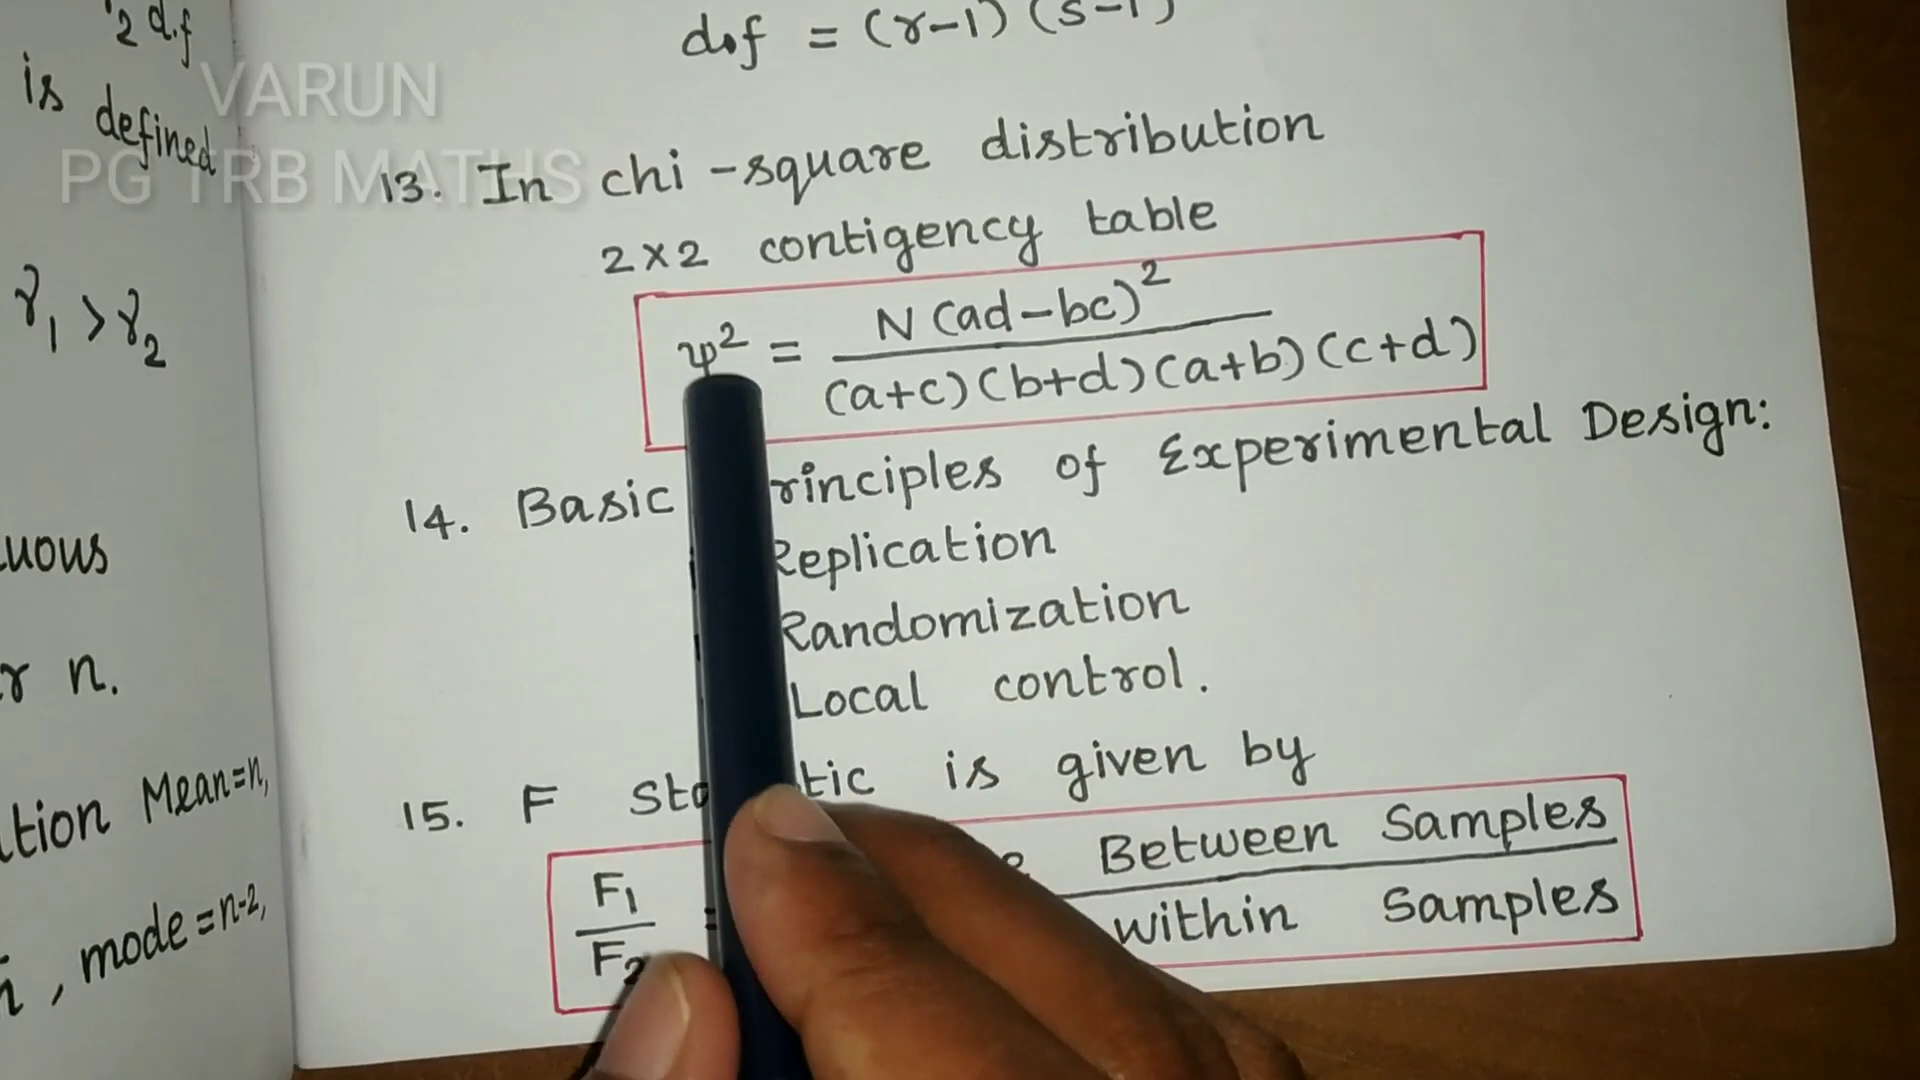 2 d.f
is defined
γ₁ > γ₂
uous
r n.
tion Mean=n,
, mode=n-2,
VARUN
PG TRB MATHS
d.f = (r-1) (s-1)
13. In chi-square distribution
2×2 contigency table
ψ² = N(ad-bc)² / (a+c)(b+d)(a+b)(c+d)
14. Basic rinciples of Experimental Design:
Replication
Randomization
Local control.
15. F tic is given by
F₁ / F₂ = Between Samples / within Samples